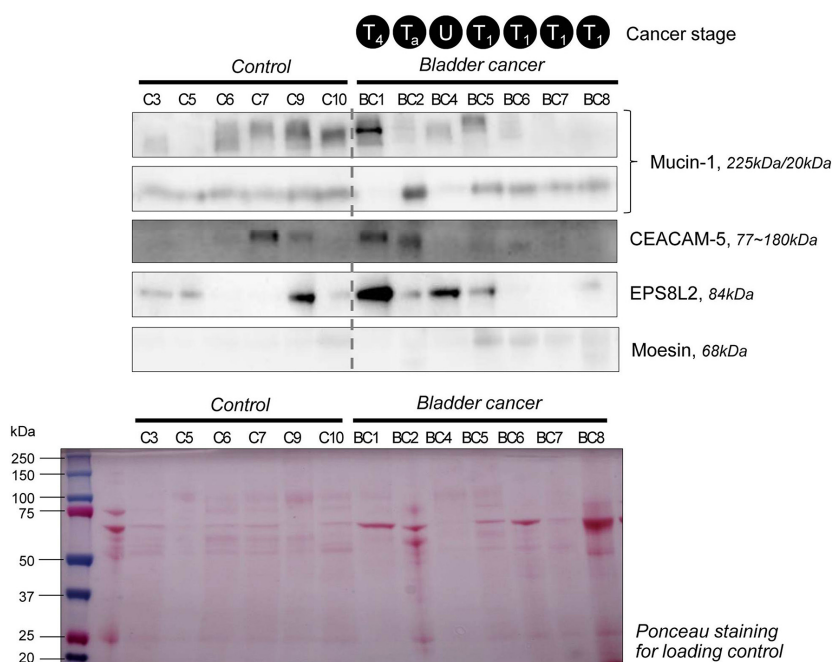 T4 Ta U T1 T1 T1 T1 Cancer stage
Control Bladder cancer
C3 C5 C6 C7 C9 C10 BC1 BC2 BC4 BC5 BC6 BC7 BC8
Mucin-1, 225kDa/20kDa
CEACAM-5, 77~180kDa
EPS8L2, 84kDa
Moesin, 68kDa
Control Bladder cancer
kDa C3 C5 C6 C7 C9 C10 BC1 BC2 BC4 BC5 BC6 BC7 BC8
250
150
100
75
50
37
25
20
Ponceau staining
for loading control